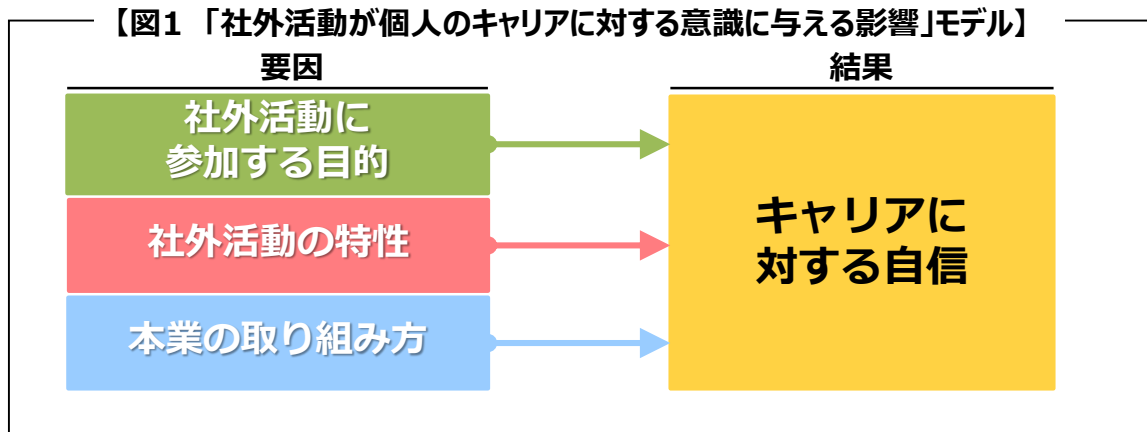 【図1 「社外活動が個人のキャリアに対する意識に与える影響」モデル】
要因
結果
社外活動に
参加する目的
社外活動の特性
本業の取り組み方
キャリアに
対する自信